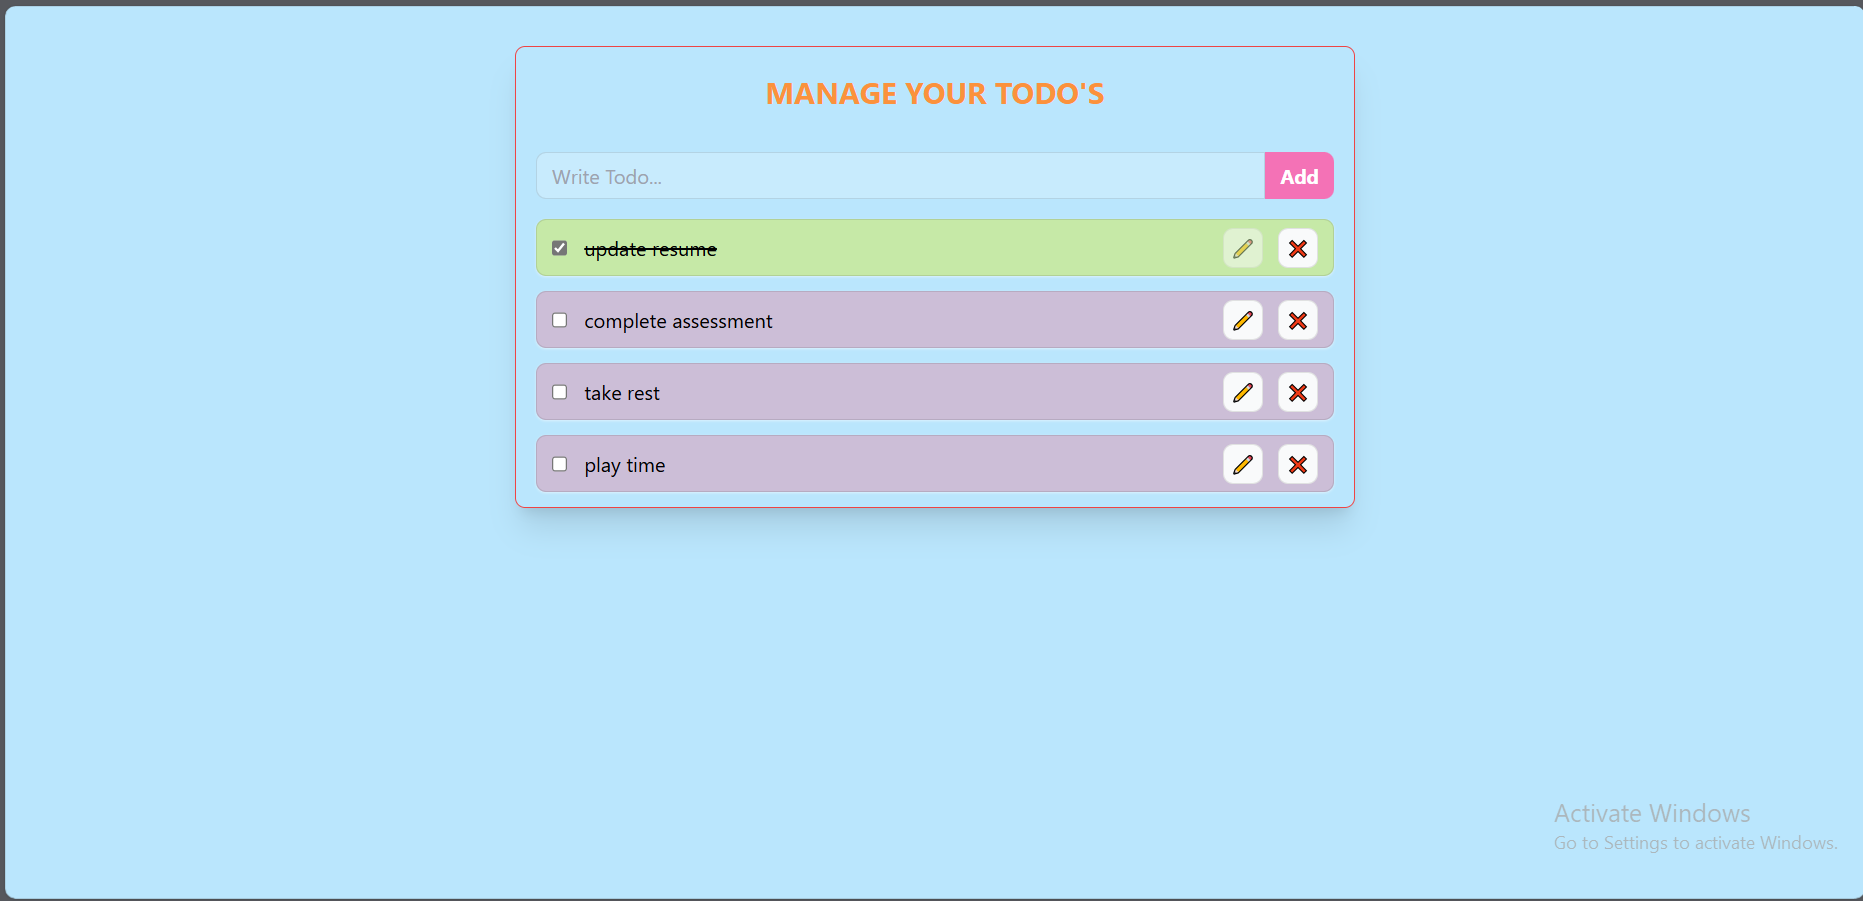 MANAGE YOUR TODO'S
Write Todo...
Add
update resume
complete assessment
take rest
play time
Activate Windows
Go to Settings to activate Windows.